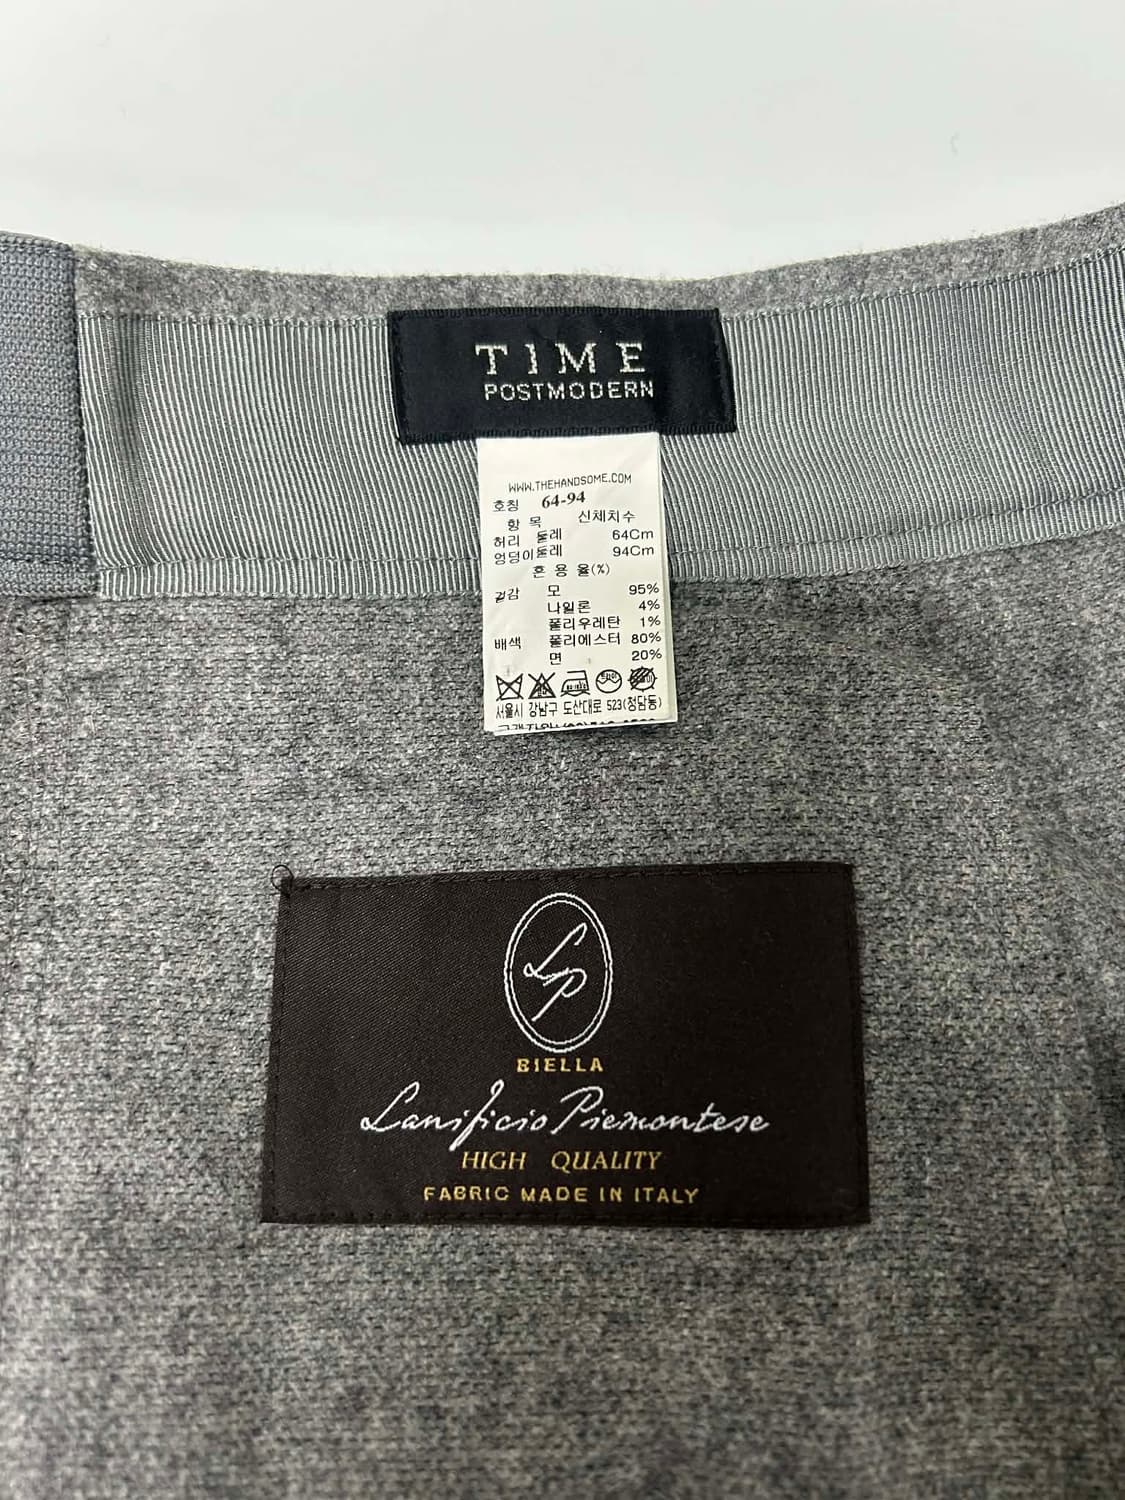 TIME
POSTMODERN
WWW.THEHANDSOME.COM
호칭 64-94
항 목 신체치수
허리 둘레 64Cm
엉덩이둘레 94Cm
혼 용 율(%)
겉감 모 95%
나일론 4%
폴리우레탄 1%
배색 폴리에스터 80%
면 20%
서울시 강남구 도산대로 523(청담동)
LP
BIELLA
Lanificio Piemontese
HIGH QUALITY
FABRIC MADE IN ITALY